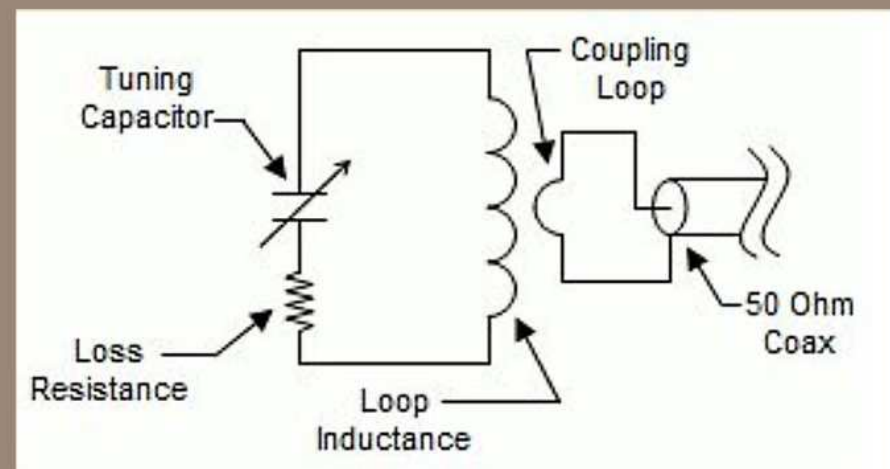 Tuning
Capacitor
Coupling
Loop
50 Ohm
Coax
Loss
Resistance
Loop
Inductance